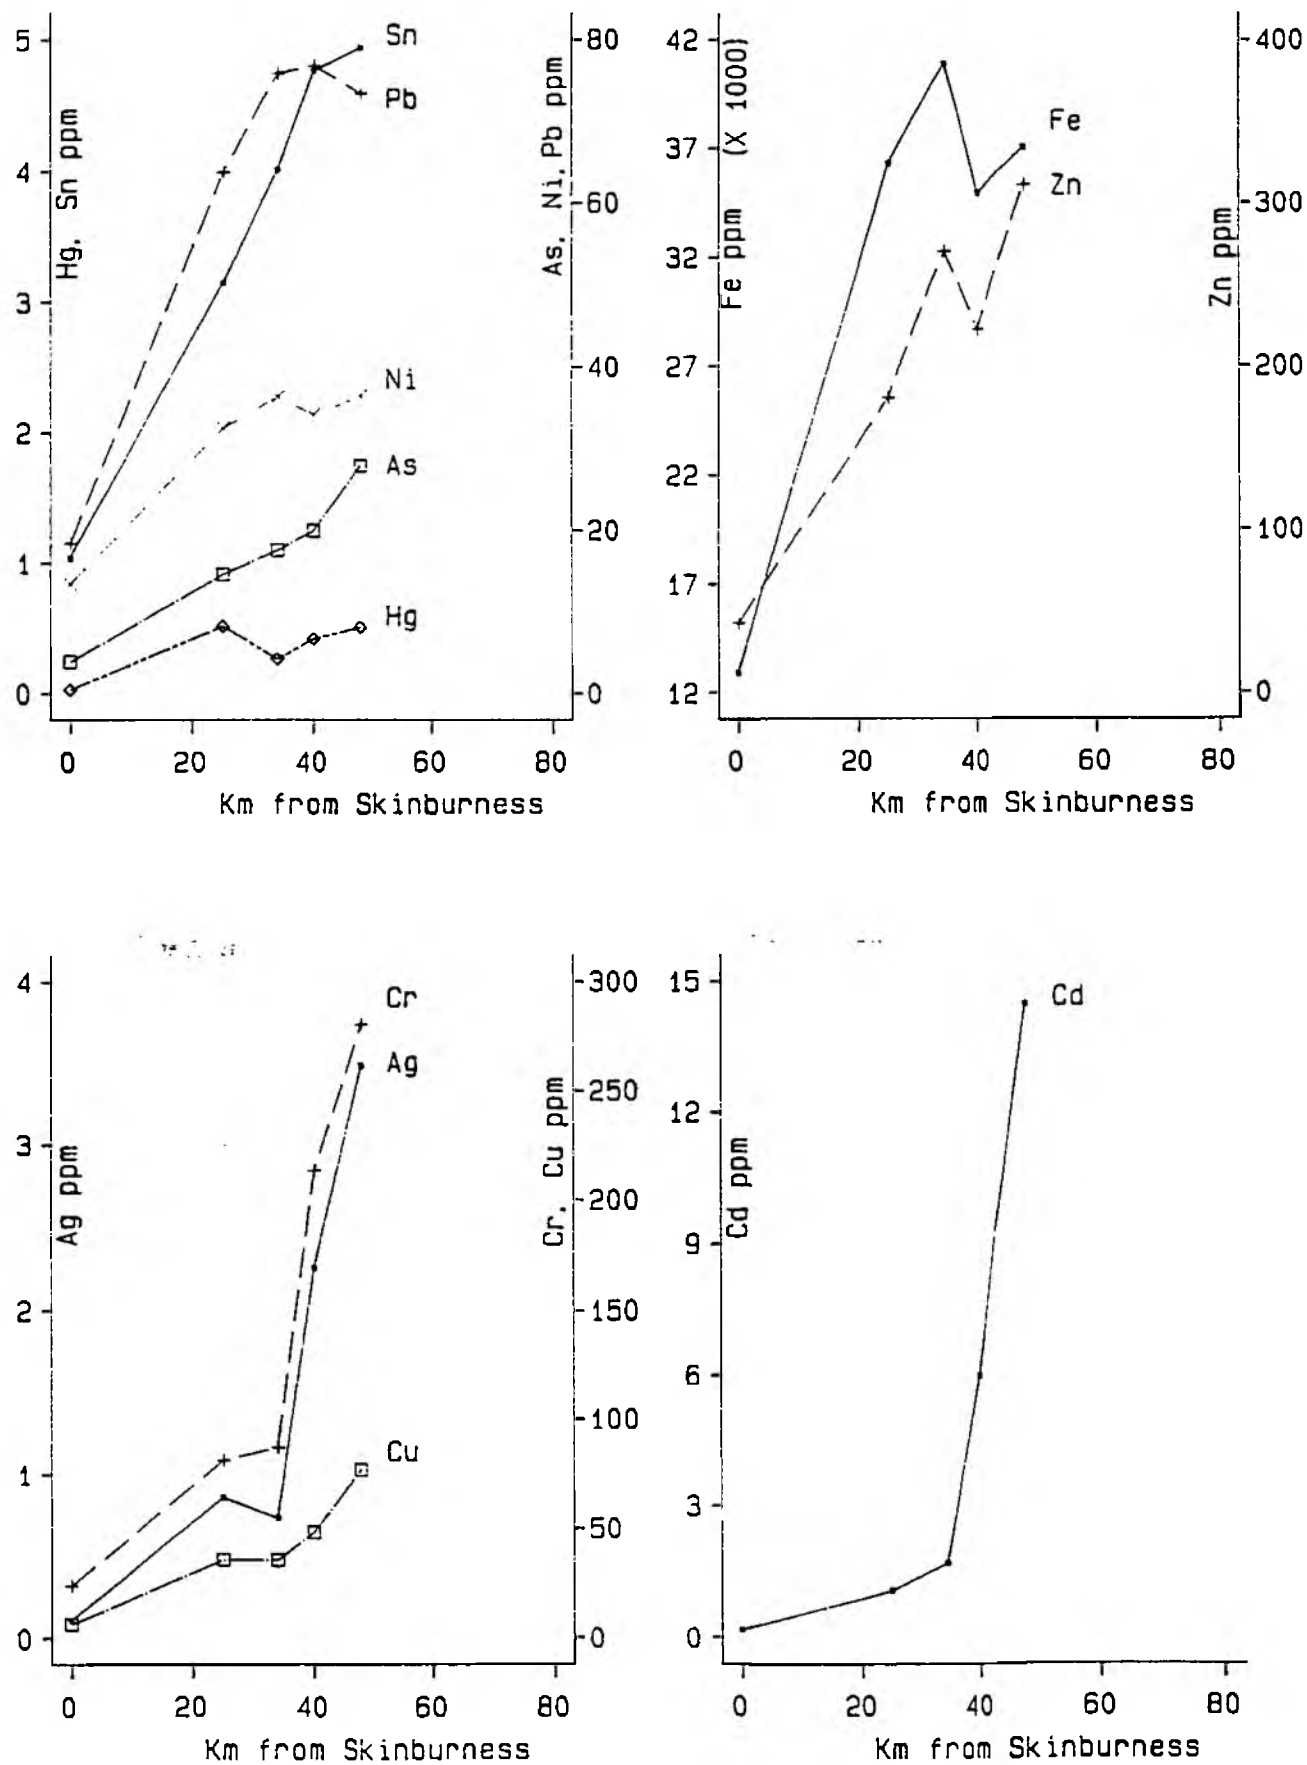 5
4
3
2
1
0
Hg, Sn ppm
Sn
Pb
Ni
As
Hg
80
60
40
20
0
As, Ni, Pb ppm
0 20 40 60 80
Km from Skinburness
42
37
32
27
22
17
12
Fe ppm (X 1000)
Fe
Zn
400
300
200
100
0
Zn ppm
0 20 40 60 80
Km from Skinburness
4
3
2
1
0
Ag ppm
Cr
Ag
Cu
300
250
200
150
100
50
0
Cr, Cu ppm
0 20 40 60 80
Km from Skinburness
15
12
9
6
3
0
Cd ppm
Cd
0 20 40 60 80
Km from Skinburness